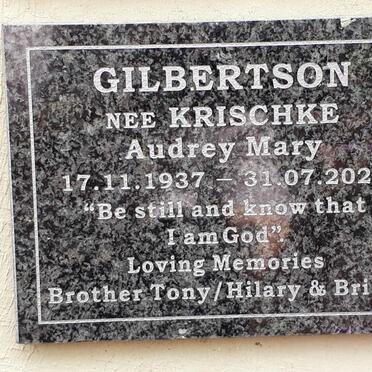 GILBERTSON
NEE KRISCHKE
Audrey Mary
17.11.1937 – 31.07.202
"Be still and know that
I am God".
Loving Memories
Brother Tony/Hilary & Bri